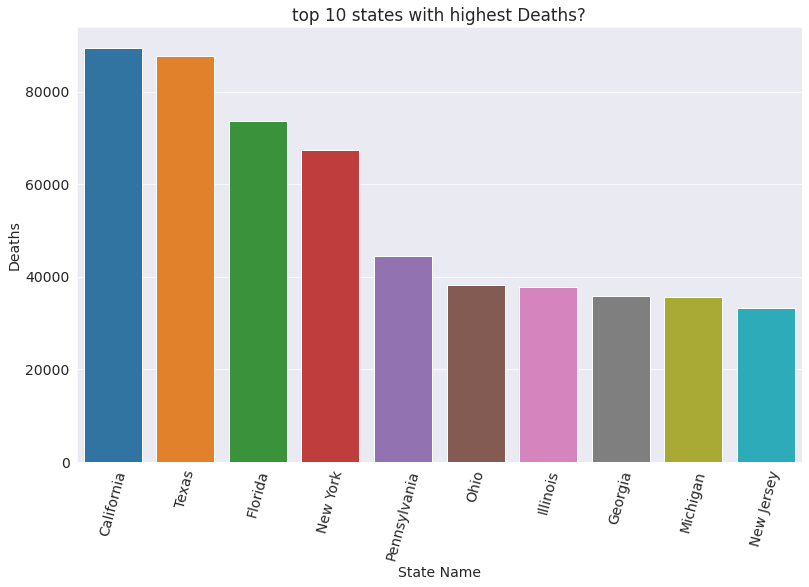 top 10 states with highest Deaths?
Deaths
80000
60000
40000
20000
0
California
Texas
Florida
New York
Pennsylvania
Ohio
Illinois
Georgia
Michigan
New Jersey
State Name